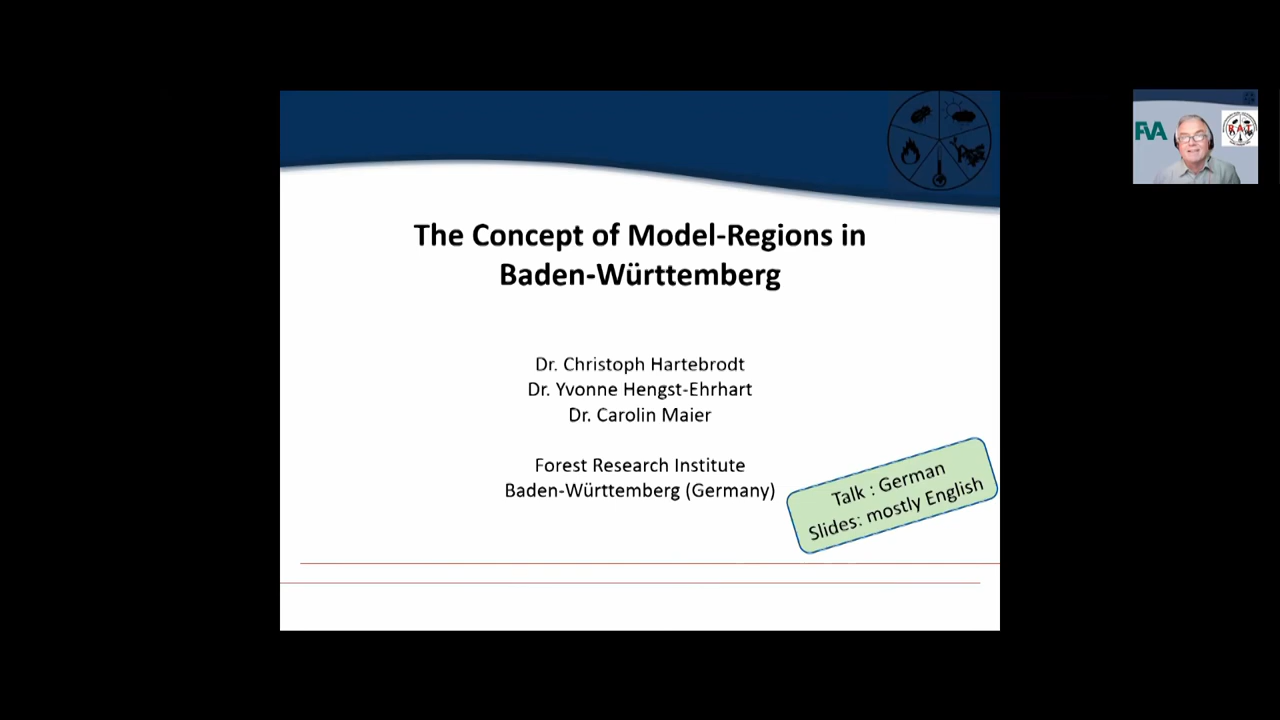 The Concept of Model-Regions in
Baden-Württemberg
Dr. Christoph Hartebrodt
Dr. Yvonne Hengst-Ehrhart
Dr. Carolin Maier
Forest Research Institute
Baden-Württemberg (Germany)
Talk : German
Slides: mostly English
FVA
RAI